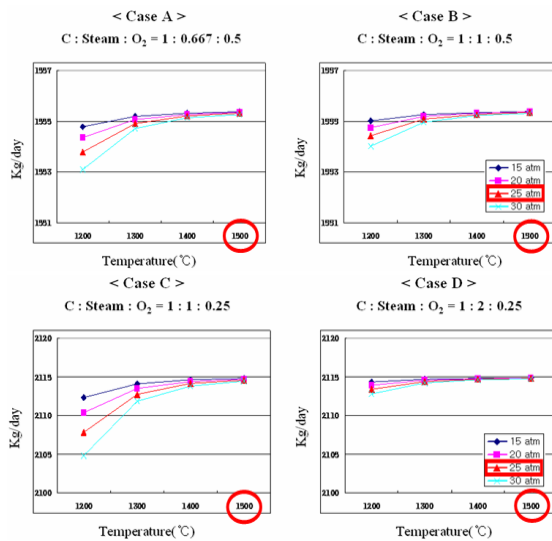 < Case A >
C : Steam : O₂ = 1 : 0.667 : 0.5
Kg/day
1997
1995
1993
1991
1200 1300 1400 1500
Temperature(℃)
< Case B >
C : Steam : O₂ = 1 : 1 : 0.5
Kg/day
1997
1995
1993
1991
15 atm
20 atm
25 atm
30 atm
1200 1300 1400 1500
Temperature(℃)
< Case C >
C : Steam : O₂ = 1 : 1 : 0.25
Kg/day
2120
2115
2110
2105
2100
1200 1300 1400 1500
Temperature(℃)
< Case D >
C : Steam : O₂ = 1 : 2 : 0.25
Kg/day
2120
2115
2110
2105
2100
15 atm
20 atm
25 atm
30 atm
1200 1300 1400 1500
Temperature(℃)